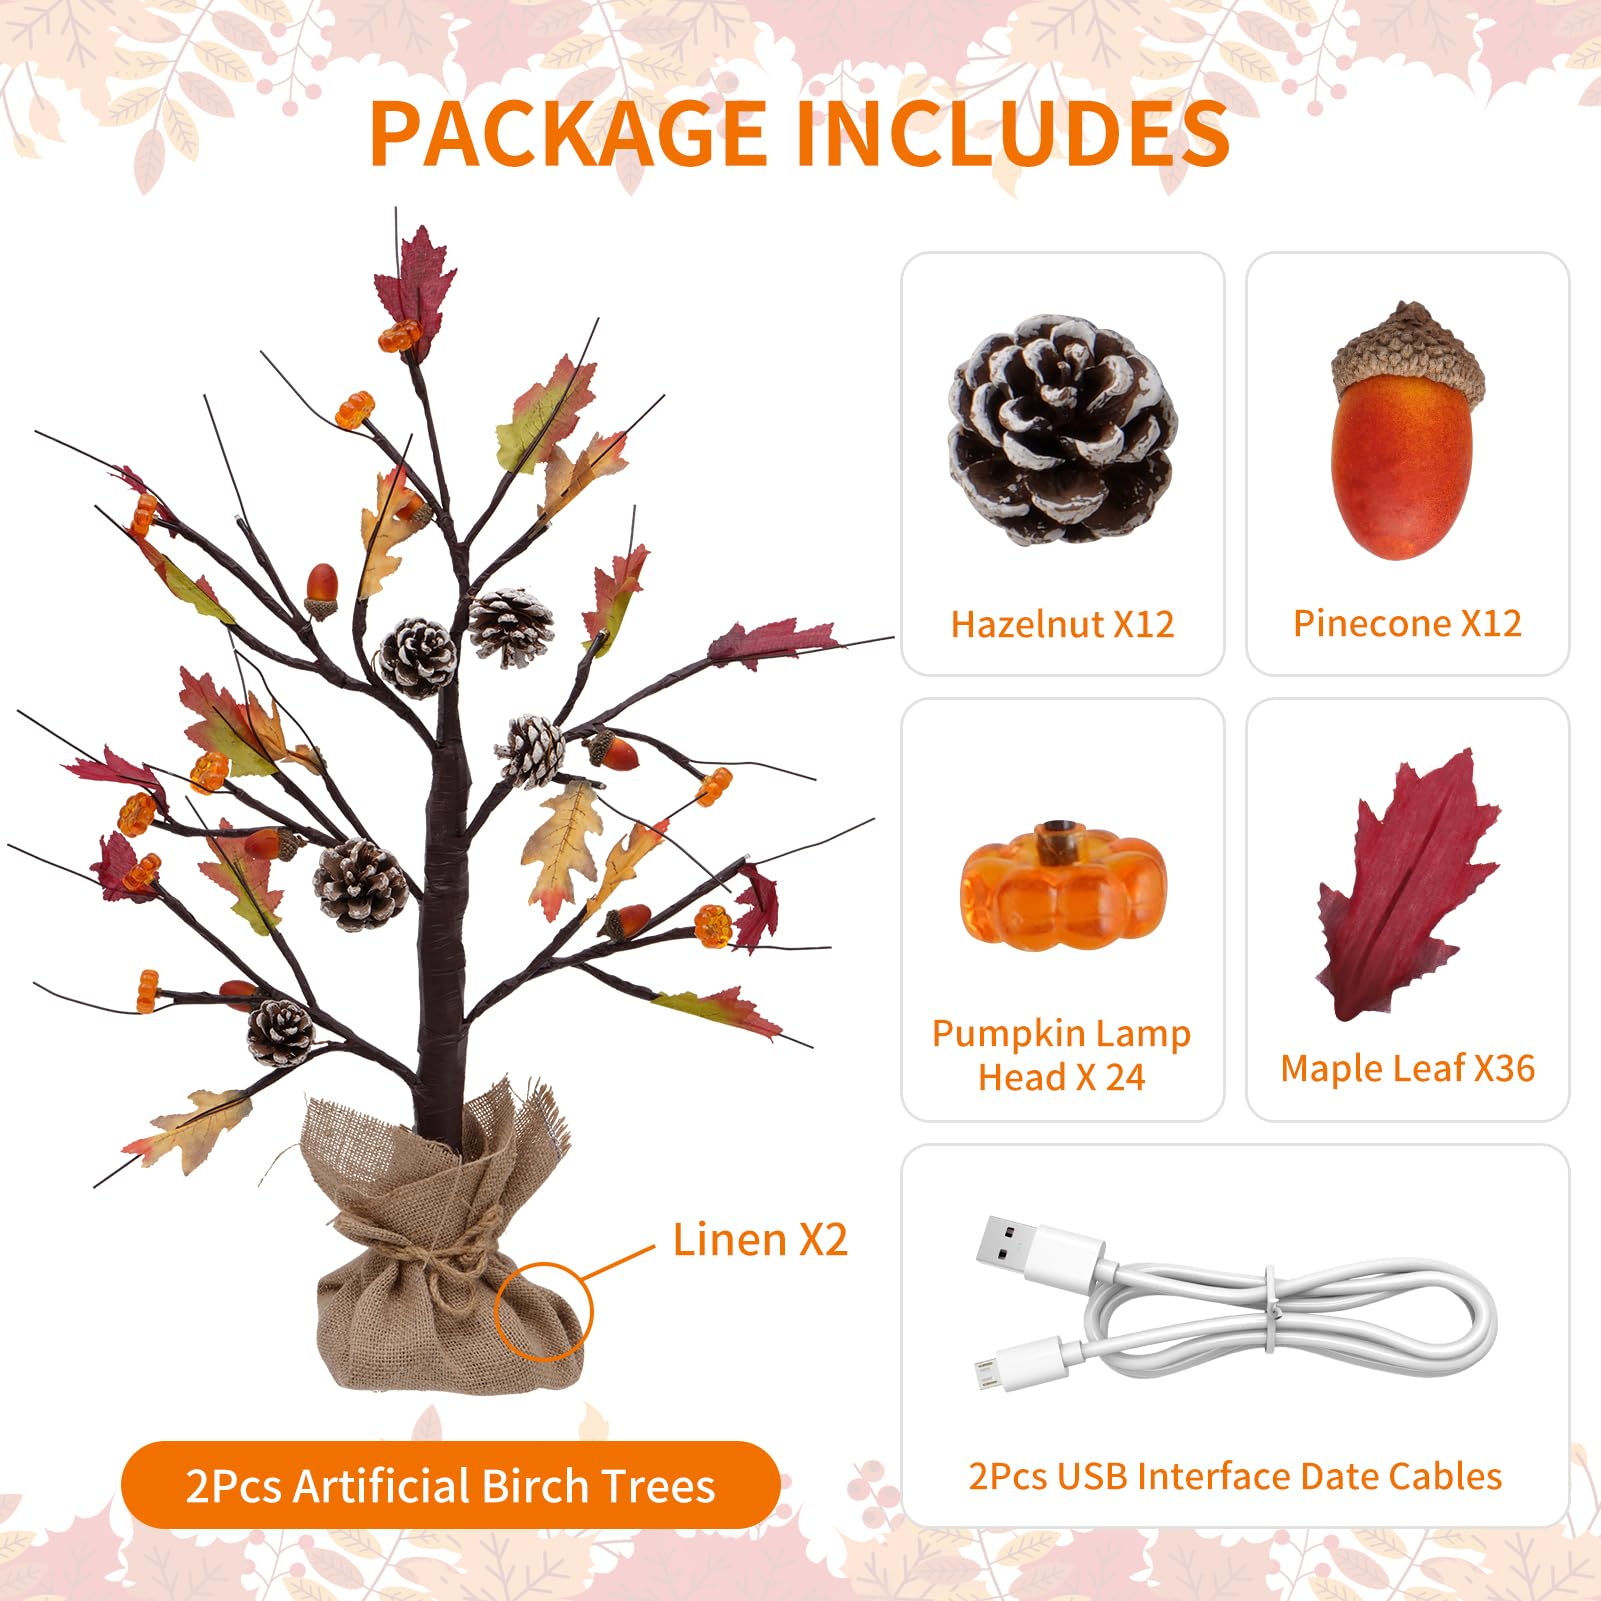 PACKAGE INCLUDES
Hazelnut X12
Pinecone X12
Pumpkin Lamp
Head X 24
Maple Leaf X36
Linen X2
2Pcs Artificial Birch Trees
2Pcs USB Interface Date Cables